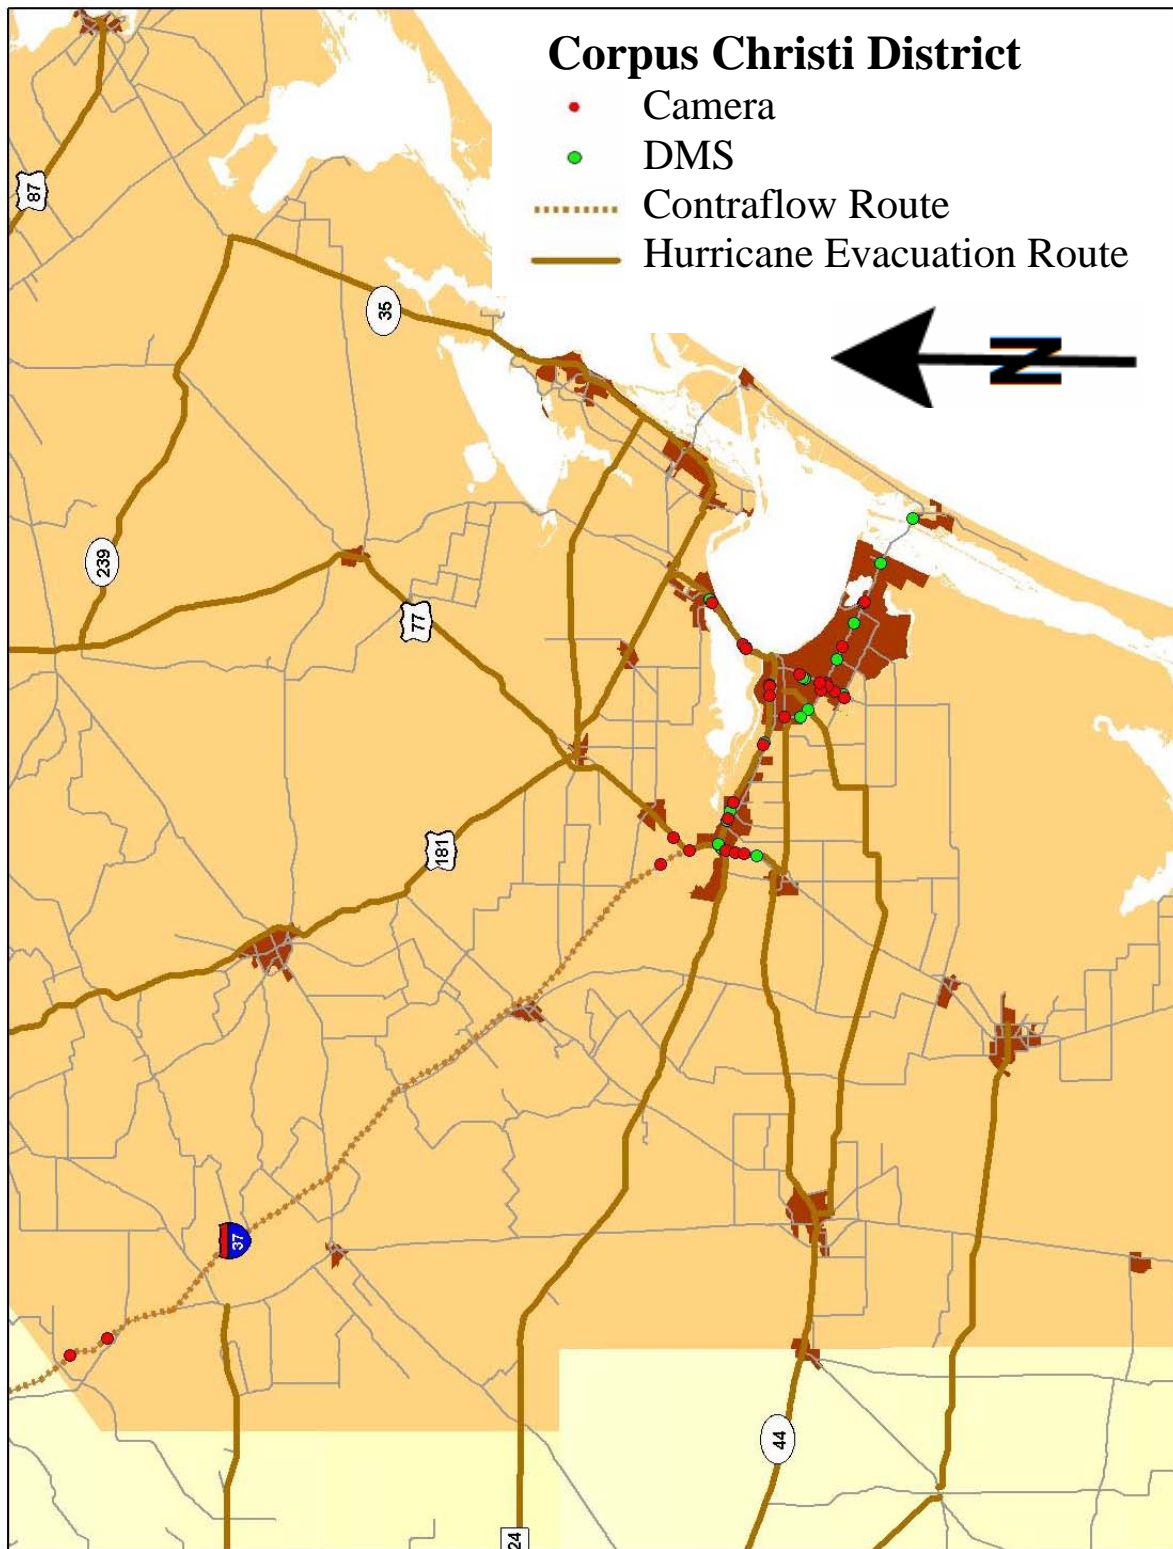 Corpus Christi District
Camera
DMS
Contraflow Route
Hurricane Evacuation Route
N
87
35
239
77
181
37
44
24